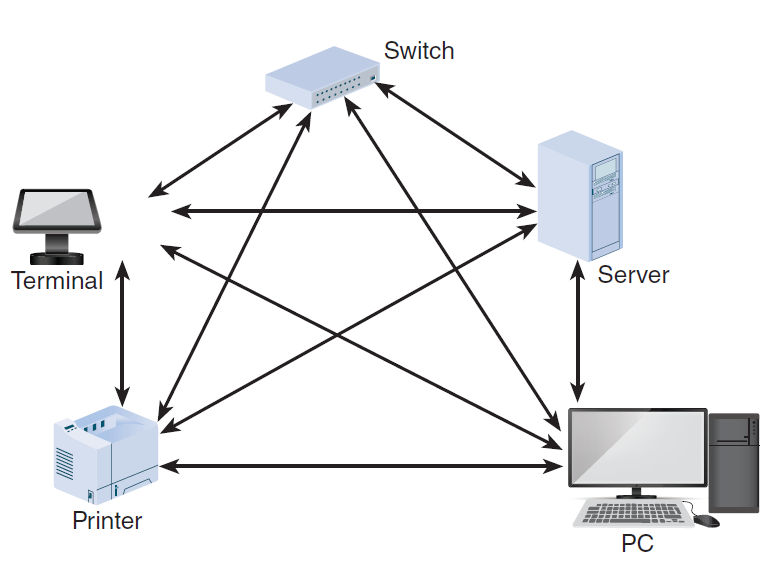 Switch
Server
Terminal
Printer
PC